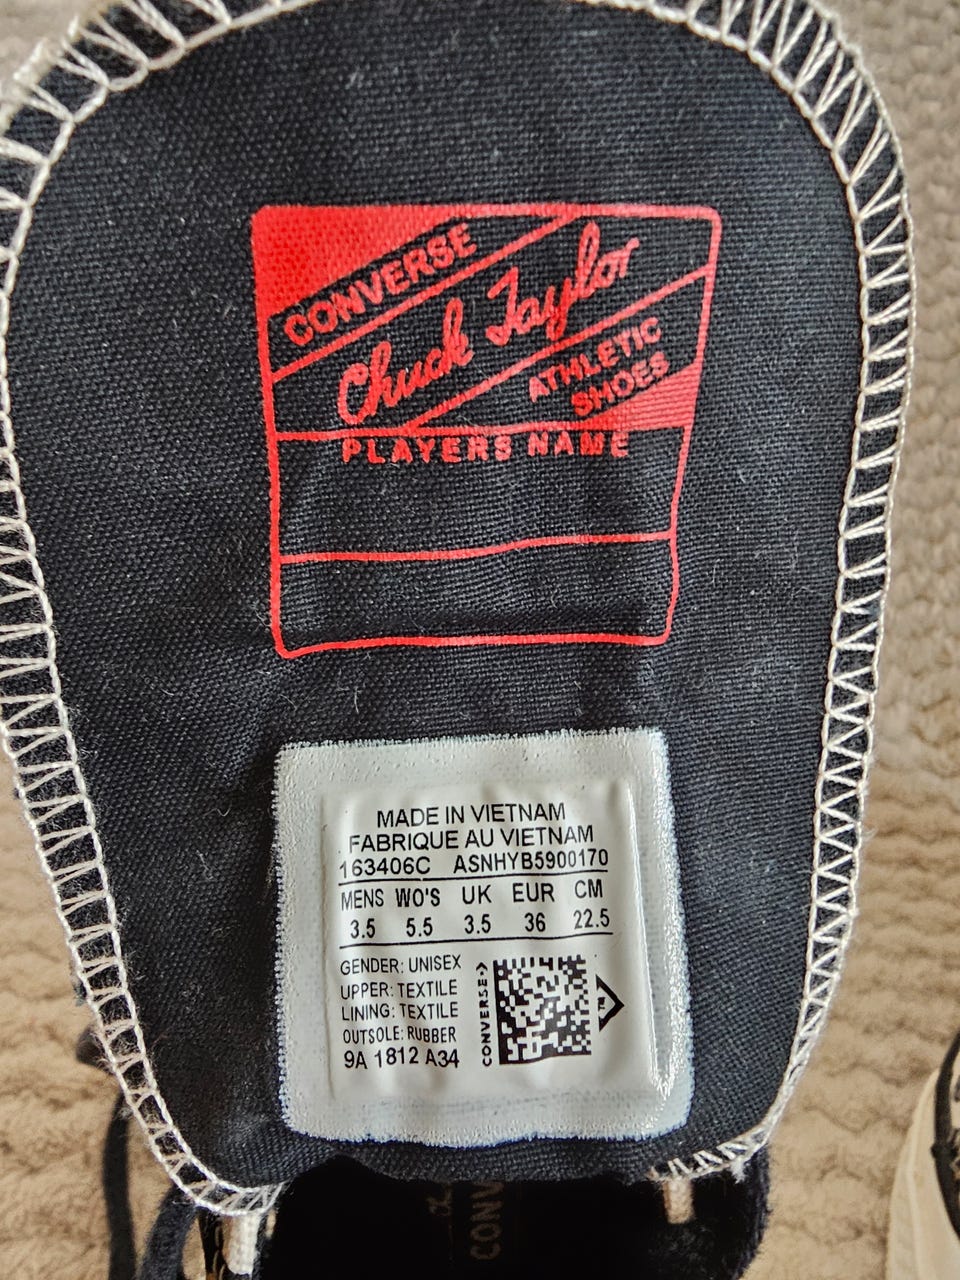 CONVERSE
Chuck Taylor
ATHLETIC
SHOES
PLAYERS NAME
MADE IN VIETNAM
FABRIQUE AU VIETNAM
163406C ASNHYB5900170
MENS WO'S UK EUR CM
3.5 5.5 3.5 36 22.5
GENDER: UNISEX
UPPER: TEXTILE
LINING: TEXTILE
OUTSOLE: RUBBER
9A 1812 A34
CONVERSE
CONV